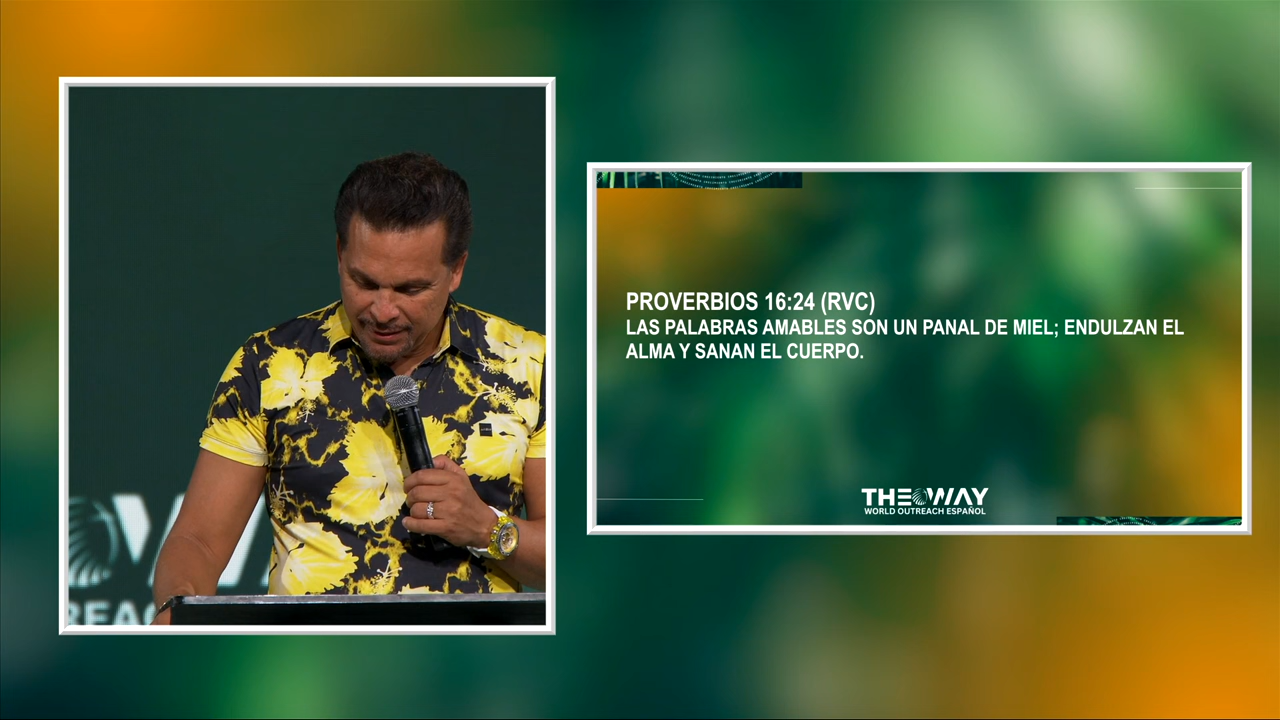 PROVERBIOS 16:24 (RVC)
LAS PALABRAS AMABLES SON UN PANAL DE MIEL; ENDULZAN EL
ALMA Y SANAN EL CUERPO.
THE WAY
WORLD OUTREACH ESPAÑOL